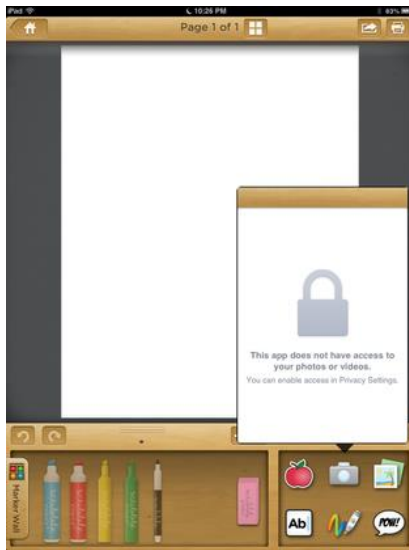 iPad 10:26 PM 83%
Page 1 of 1
This app does not have access to
your photos or videos.
You can enable access in Privacy Settings.
Marker Wall
Ab
POW!